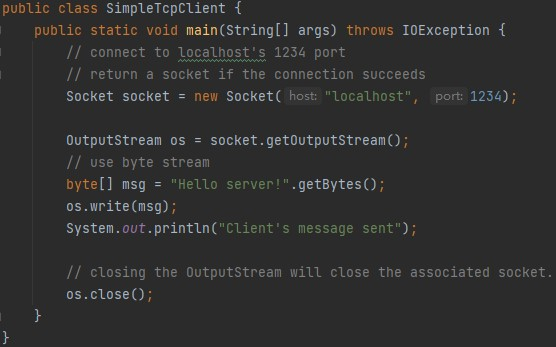 public class SimpleTcpClient {
public static void main(String[] args) throws IOException {
// connect to localhost's 1234 port
// return a socket if the connection succeeds
Socket socket = new Socket( host: "localhost", port: 1234);
OutputStream os = socket.getOutputStream();
// use byte stream
byte[] msg = "Hello server!".getBytes();
os.write(msg);
System.out.println("Client's message sent");
// closing the OutputStream will close the associated socket.
os.close();
}
}